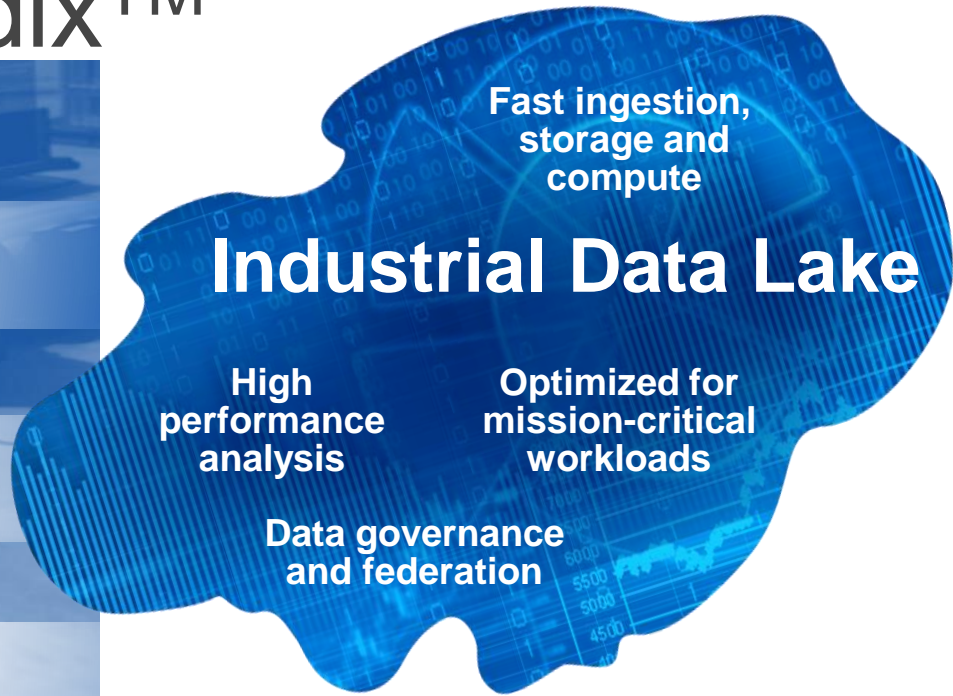 Fast ingestion,
storage and
compute
Industrial Data Lake
High
performance
analysis
Optimized for
mission-critical
workloads
Data governance
and federation